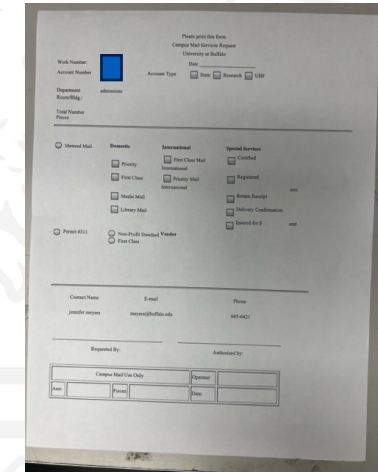 Please print this form
Campus Mail Services Request
University at Buffalo
Date
Work Number:
Account Number
Account Type State Research UBF
Department admissions
Route/Bldg.:
Total Number
Pieces
Metered Mail Domestic International Special Services
Priority First Class Mail International Certified
First Class Priority Mail International Registered
amt
Media Mail Return Receipt
Library Mail Delivery Confirmation
Insured for $ amt
Permit #311 Non-Profit Standard Vendor
First Class
Contact Name E-mail Phone
jennifer meyers meyers@buffalo.edu 645-6421
Requested By: Authorized by:
Campus Mail Use Only Operator
Amt: Pieces Date